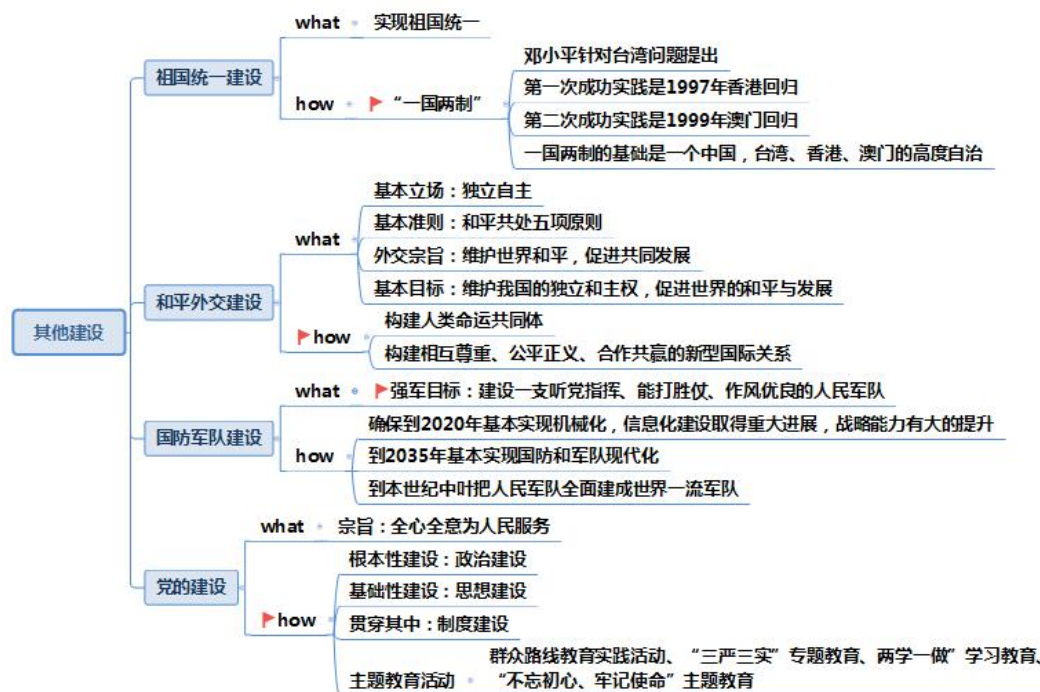 其他建设
祖国统一建设
what
实现祖国统一
how
“一国两制”
邓小平针对台湾问题提出
第一次成功实践是1997年香港回归
第二次成功实践是1999年澳门回归
一国两制的基础是一个中国，台湾、香港、澳门的高度自治
和平外交建设
what
基本立场：独立自主
基本准则：和平共处五项原则
外交宗旨：维护世界和平，促进共同发展
基本目标：维护我国的独立和主权，促进世界的和平与发展
how
构建人类命运共同体
构建相互尊重、公平正义、合作共赢的新型国际关系
国防军队建设
what
强军目标：建设一支听党指挥、能打胜仗、作风优良的人民军队
how
确保到2020年基本实现机械化，信息化建设取得重大进展，战略能力有大的提升
到2035年基本实现国防和军队现代化
到本世纪中叶把人民军队全面建成世界一流军队
党的建设
what
宗旨：全心全意为人民服务
how
根本性建设：政治建设
基础性建设：思想建设
贯穿其中：制度建设
主题教育活动
群众路线教育实践活动、“三严三实”专题教育、两学一做”学习教育、
“不忘初心、牢记使命”主题教育